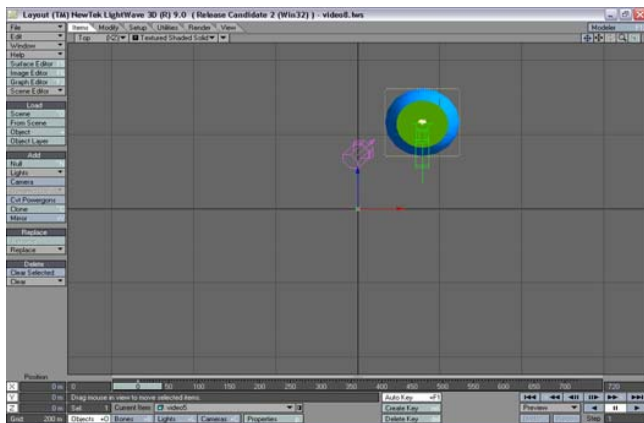 Layout (TM) NewTek LightWave 3D (R) 9.0 ( Release Candidate 2 (Win32) ) - video8.lws
File Items Modify Setup Utilities Render View Modeler
Edit Top (XZ) Textured Shaded Solid
Window
Help
Surface Editor
Image Editor
Graph Editor
Scene Editor
Load
Scene
From Scene
Object
Object Layer
Add
Null
Lights
Camera
Cvt Powergons
Clone
Mirror
Replace
Replace
Delete
Clear Selected
Clear
Position
X 0 m 0 0 50 100 150 200 250 300 350 400 450 500 550 600 650 700 720
Y 0 m Drag mouse in view to move selected items. Auto Key
Z 0 m Sel: 1 Current Item video5 Create Key Preview
Grid: 200 m Objects Bones Lights Cameras Properties Delete Key Step 1